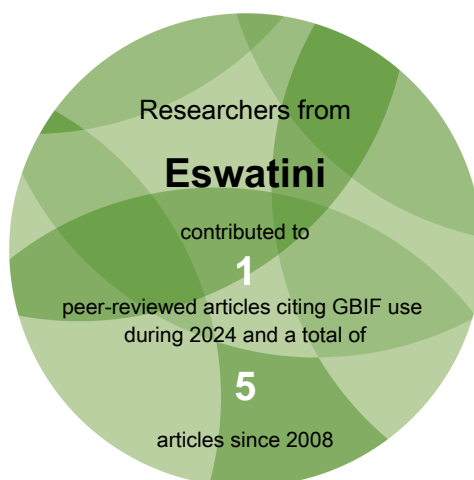 Researchers from
Eswatini
contributed to
1
peer-reviewed articles citing GBIF use
during 2024 and a total of
5
articles since 2008